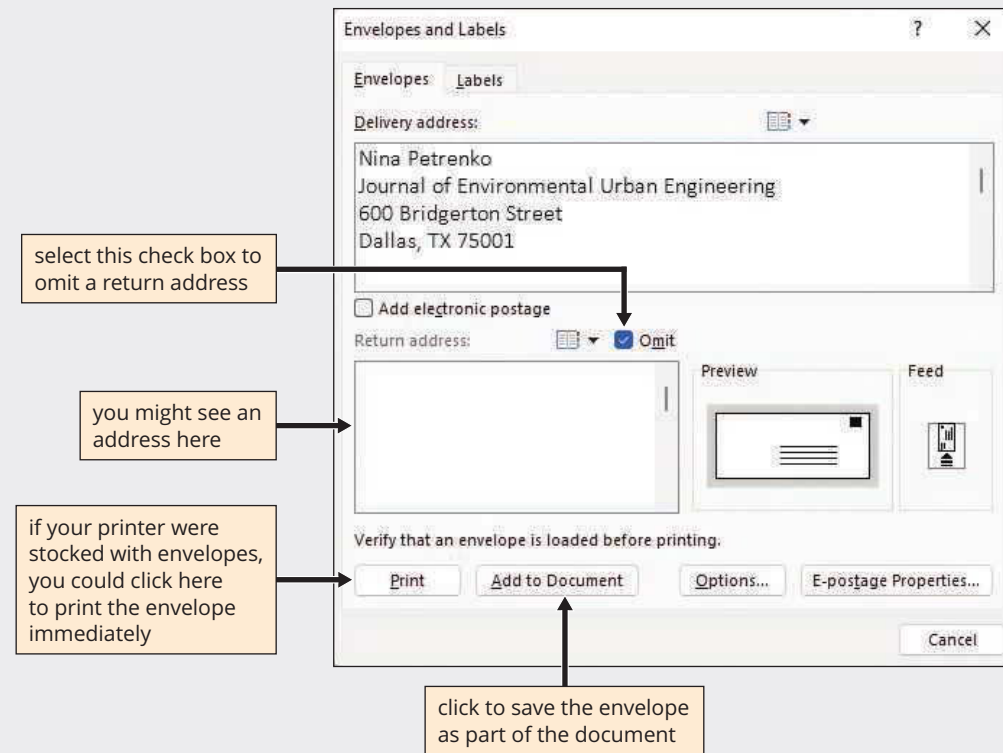 Envelopes and Labels
?
Envelopes Labels
Delivery address:
Nina Petrenko
Journal of Environmental Urban Engineering
600 Bridgerton Street
Dallas, TX 75001
select this check box to
omit a return address
Add electronic postage
Return address: Omit
you might see an
address here
Preview
Feed
if your printer were
stocked with envelopes,
you could click here
to print the envelope
immediately
Verify that an envelope is loaded before printing.
Print Add to Document Options... E-postage Properties...
Cancel
click to save the envelope
as part of the document